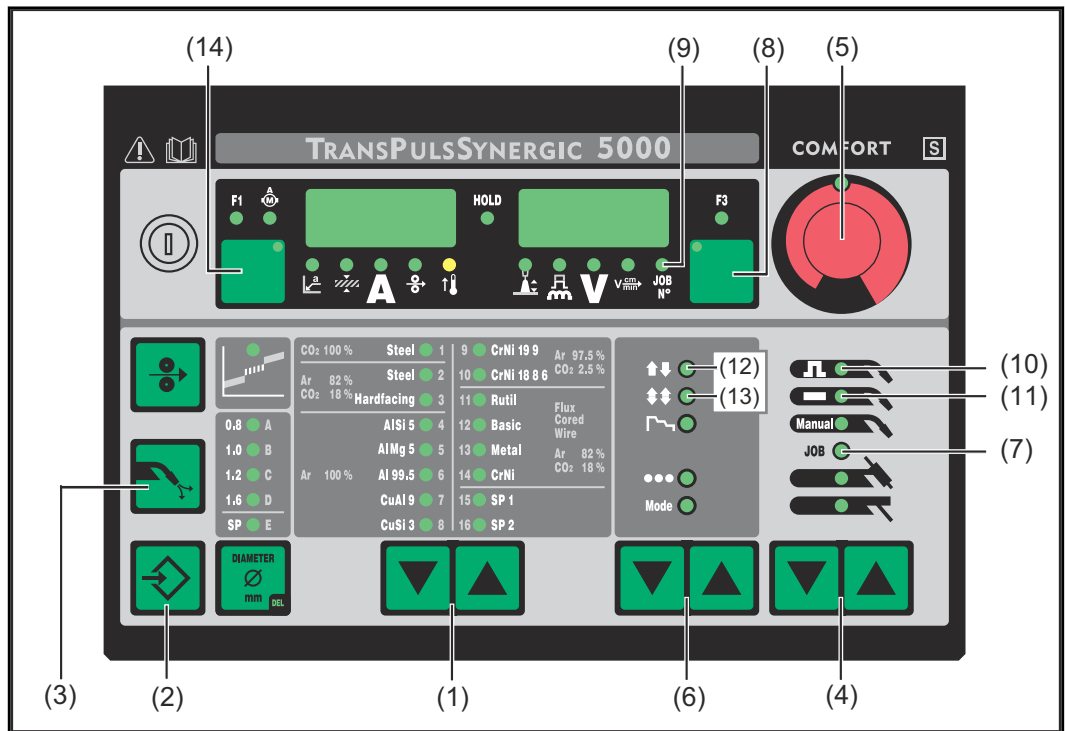 (14)
(9)
(8)
(5)
TRANSPULSSYNERGIC 5000
COMFORT
S
F1
A
M
HOLD
F3
a
A
V
V cm/min
JOB
N°
CO2 100 %
Steel 1
9 CrNi 19 9
Ar 97.5 %
CO2 2.5 %
Ar 82 %
CO2 18 %
Steel 2
10 CrNi 18 8 6
Hardfacing 3
11 Rutil
Flux
Cored
Wire
0.8 A
AlSi 5 4
12 Basic
1.0 B
AlMg 5 5
13 Metal
Ar 82 %
CO2 18 %
1.2 C
Ar 100 %
Al 99.5 6
14 CrNi
1.6 D
CuAl 9 7
15 SP 1
SP E
CuSi 3 8
16 SP 2
(12)
(13)
Mode
Manual
JOB
(10)
(11)
(7)
DIAMETER
Ø
mm
DEL
(3)
(2)
(1)
(6)
(4)